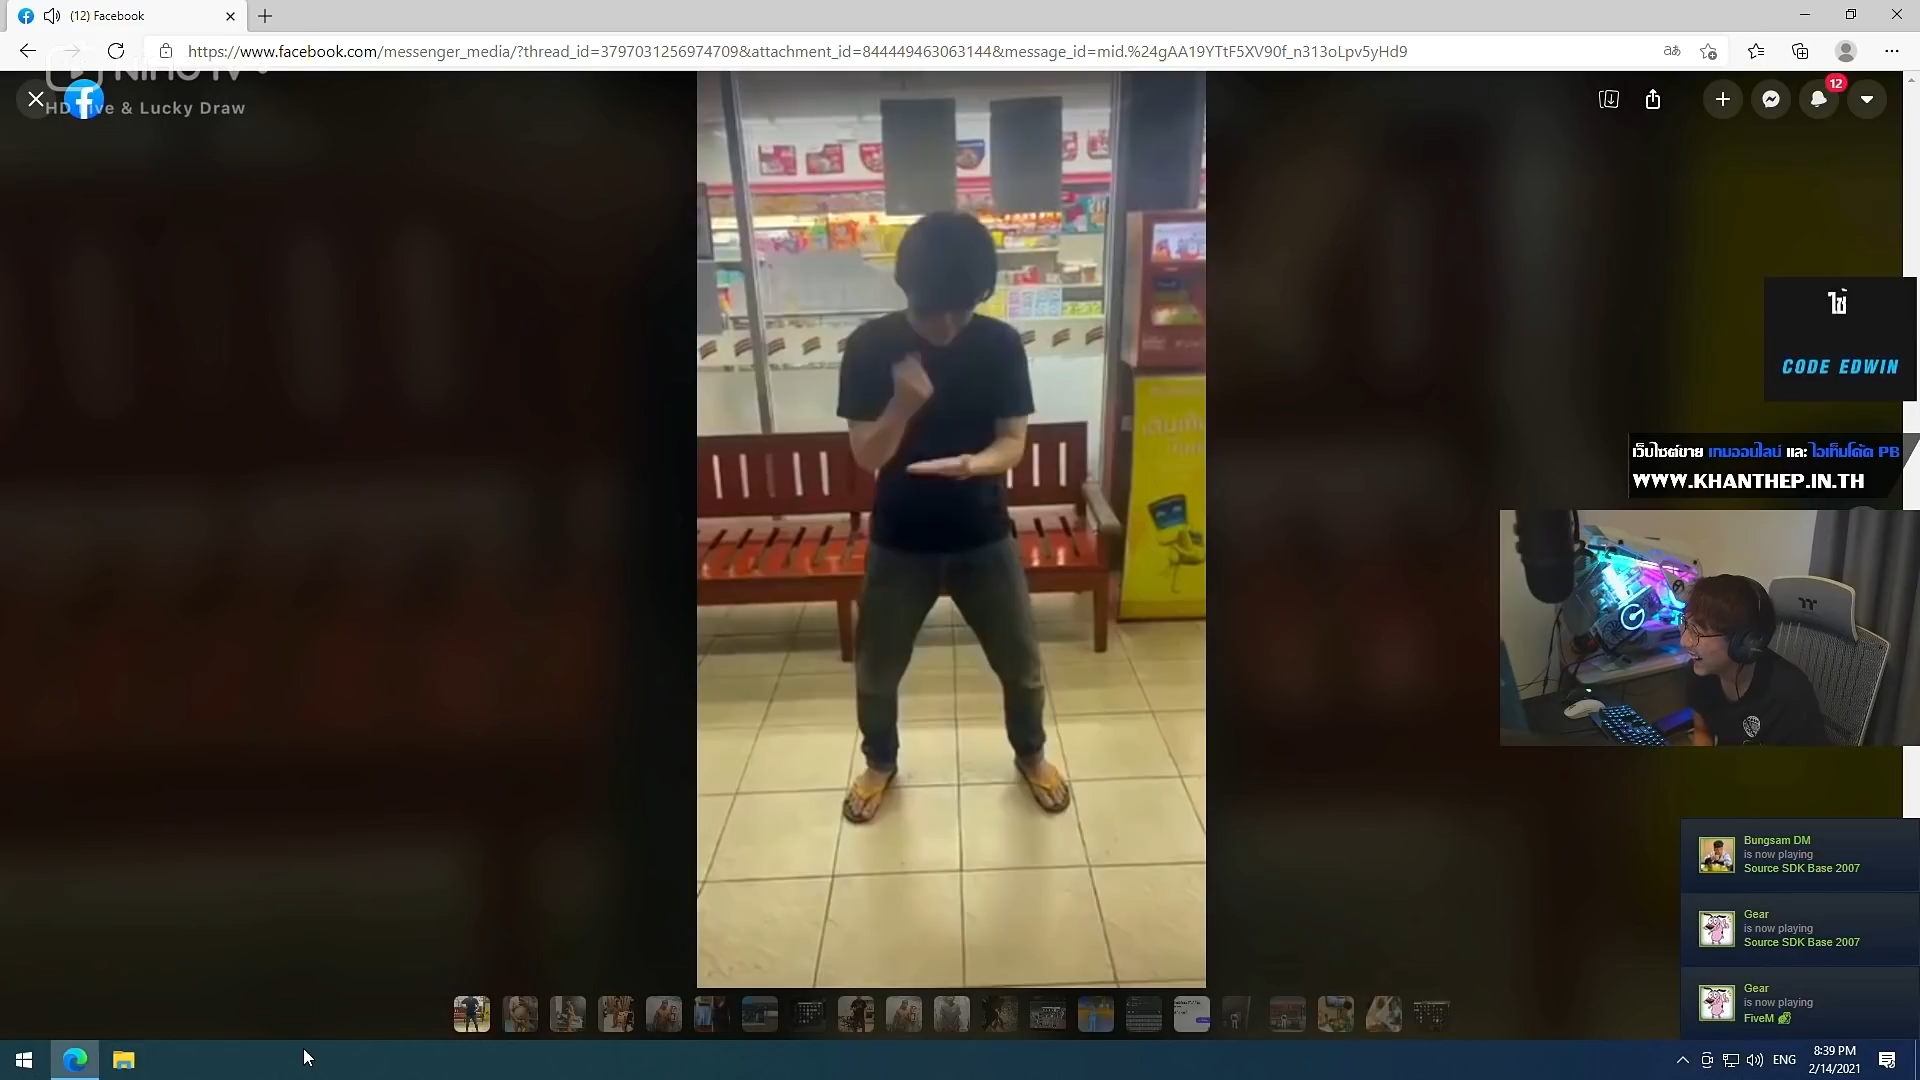 (12) Facebook
https://www.facebook.com/messenger_media/?thread_id=3797031256974709&attachment_id=844449463063144&message_id=mid.%24gAA19YTtF5XV90f_n313oLpv5yHd9
NIMO TV
HD Live & Lucky Draw
12
ใช้
CODE EDWIN
เว็บไซต์ขาย เกมออนไลน์ และ ไอเท็มโค้ด PB
WWW.KHANTHEP.IN.TH
Bungsam DM
is now playing
Source SDK Base 2007
Gear
is now playing
Source SDK Base 2007
Gear
is now playing
FiveM
ENG
8:39 PM
2/14/2021